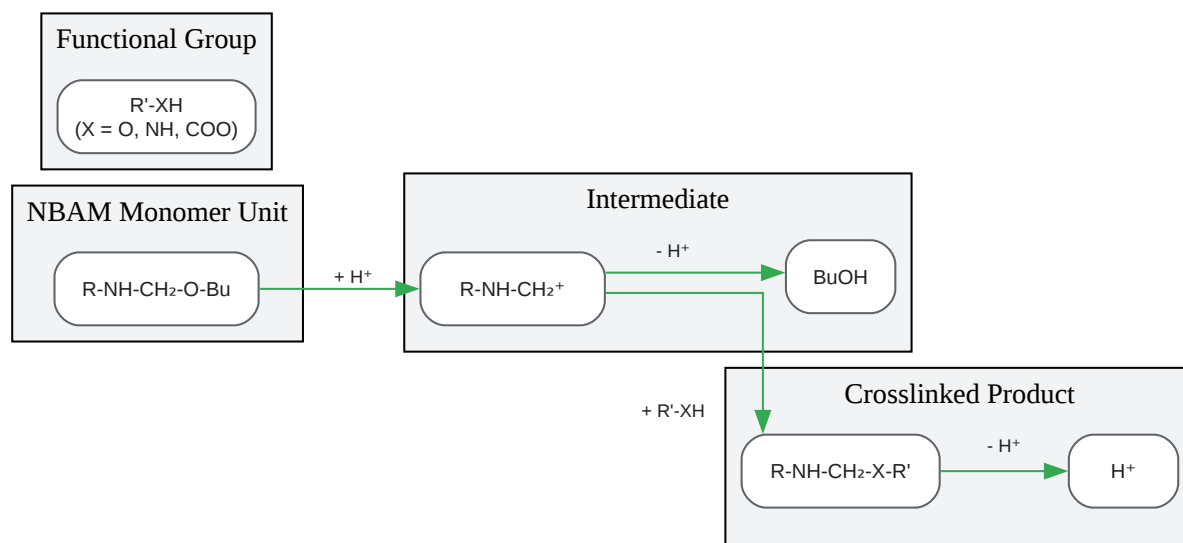 Functional Group
R'-XH
(X = O, NH, COO)
NBAM Monomer Unit
R-NH-CH₂-O-Bu
+ H⁺
Intermediate
R-NH-CH₂⁺
- H⁺
BuOH
+ R'-XH
Crosslinked Product
R-NH-CH₂-X-R'
- H⁺
H⁺